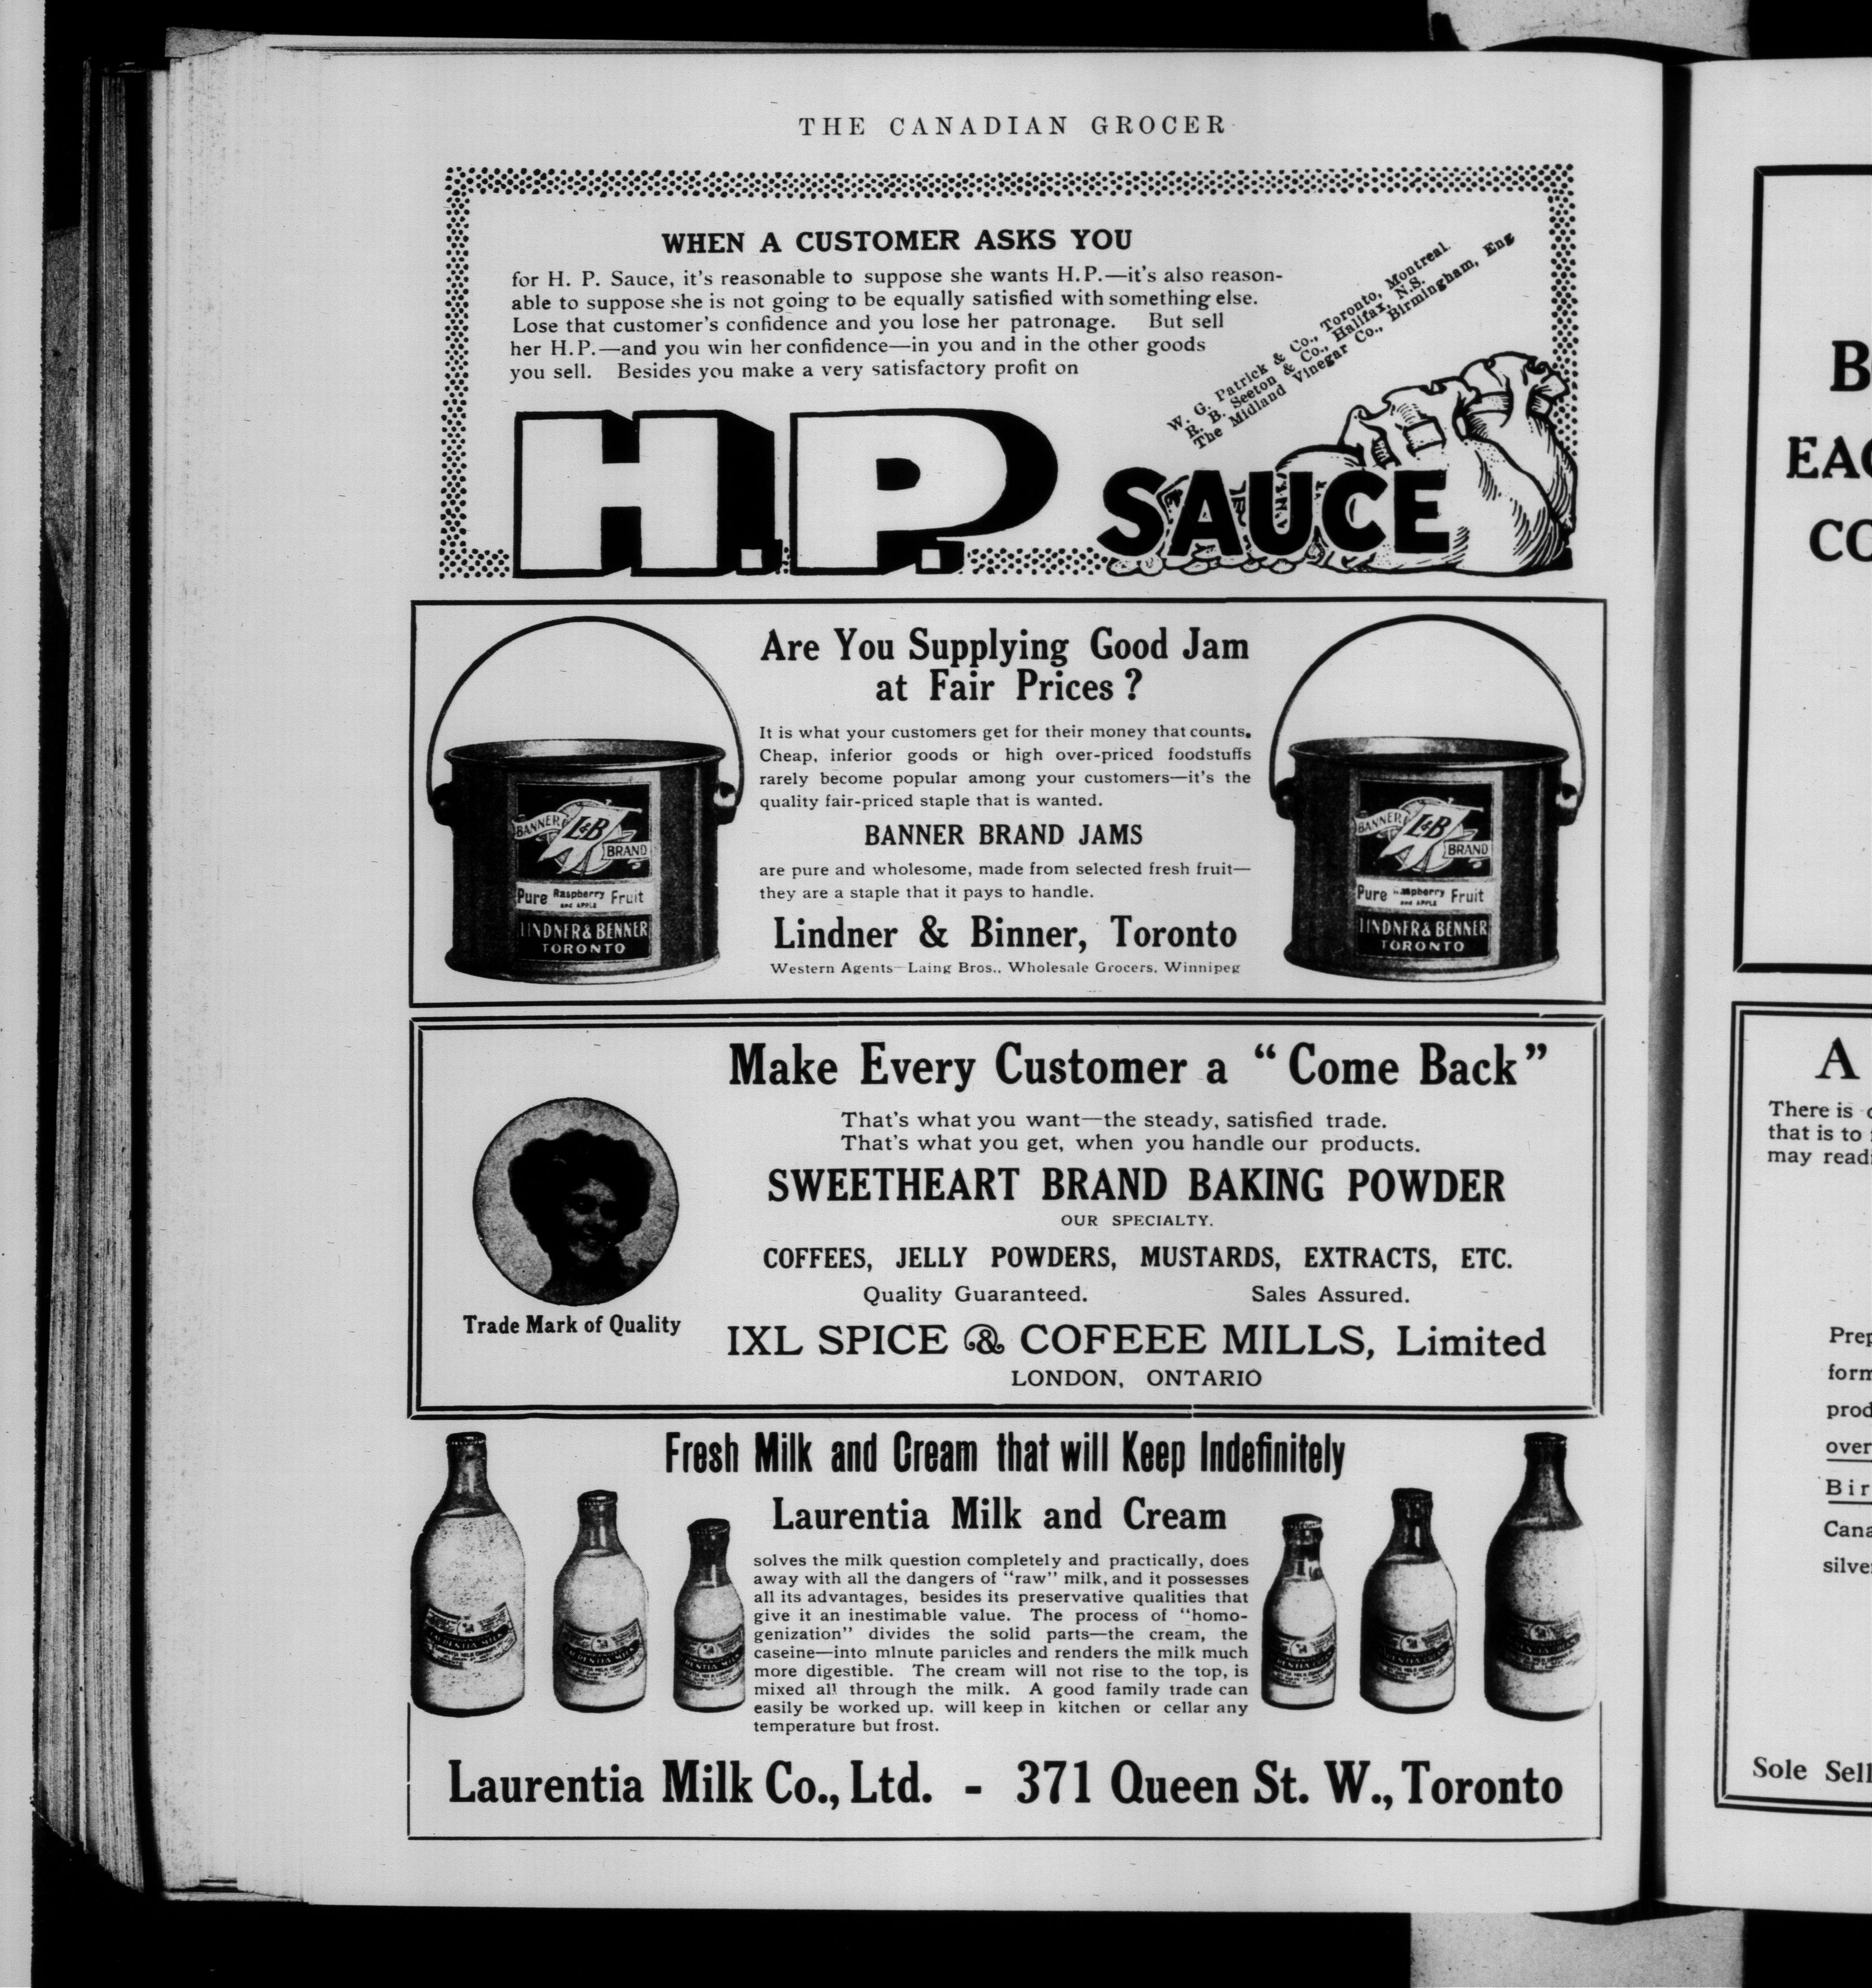 THE CANADIAN GROCER
WHEN A CUSTOMER ASKS YOU
for H. P. Sauce, it's reasonable to suppose she wants H.P.—it's also reason-
able to suppose she is not going to be equally satisfied with something else.
Lose that customer's confidence and you lose her patronage. But sell
her H.P.—and you win her confidence—in you and in the other goods
you sell. Besides you make a very satisfactory profit on
W. G. Patrick & Co., Toronto, Montreal.
R. B. Seeton & Co., Halifax, N.S.
The Midland Vinegar Co., Birmingham, Eng
H.P. SAUCE
Are You Supplying Good Jam
at Fair Prices?
It is what your customers get for their money that counts.
Cheap, inferior goods or high over-priced foodstuffs
rarely become popular among your customers—it's the
quality fair-priced staple that is wanted.
BANNER BRAND JAMS
are pure and wholesome, made from selected fresh fruit—
they are a staple that it pays to handle.
Lindner & Binner, Toronto
Western Agents—Laing Bros., Wholesale Grocers, Winnipeg
BANNER L&B BRAND
Pure Raspberry and APPLE Fruit
LINDNER & BENNER
TORONTO
BANNER L&B BRAND
Pure Raspberry and APPLE Fruit
LINDNER & BENNER
TORONTO
Make Every Customer a "Come Back"
That's what you want—the steady, satisfied trade.
That's what you get, when you handle our products.
SWEETHEART BRAND BAKING POWDER
OUR SPECIALTY.
COFFEES, JELLY POWDERS, MUSTARDS, EXTRACTS, ETC.
Quality Guaranteed. Sales Assured.
Trade Mark of Quality
IXL SPICE & COFEEE MILLS, Limited
LONDON, ONTARIO
Fresh Milk and Cream that will Keep Indefinitely
Laurentia Milk and Cream
solves the milk question completely and practically, does
away with all the dangers of "raw" milk, and it possesses
all its advantages, besides its preservative qualities that
give it an inestimable value. The process of "homo-
genization" divides the solid parts—the cream, the
caseine—into mlnute particles and renders the milk much
more digestible. The cream will not rise to the top, is
mixed all through the milk. A good family trade can
easily be worked up. will keep in kitchen or cellar any
temperature but frost.
Laurentia Milk Co., Ltd. - 371 Queen St. W., Toronto
A
There is
that is to
may read
Prep
form
prod
over
Bir
Cana
silve
Sole Sell